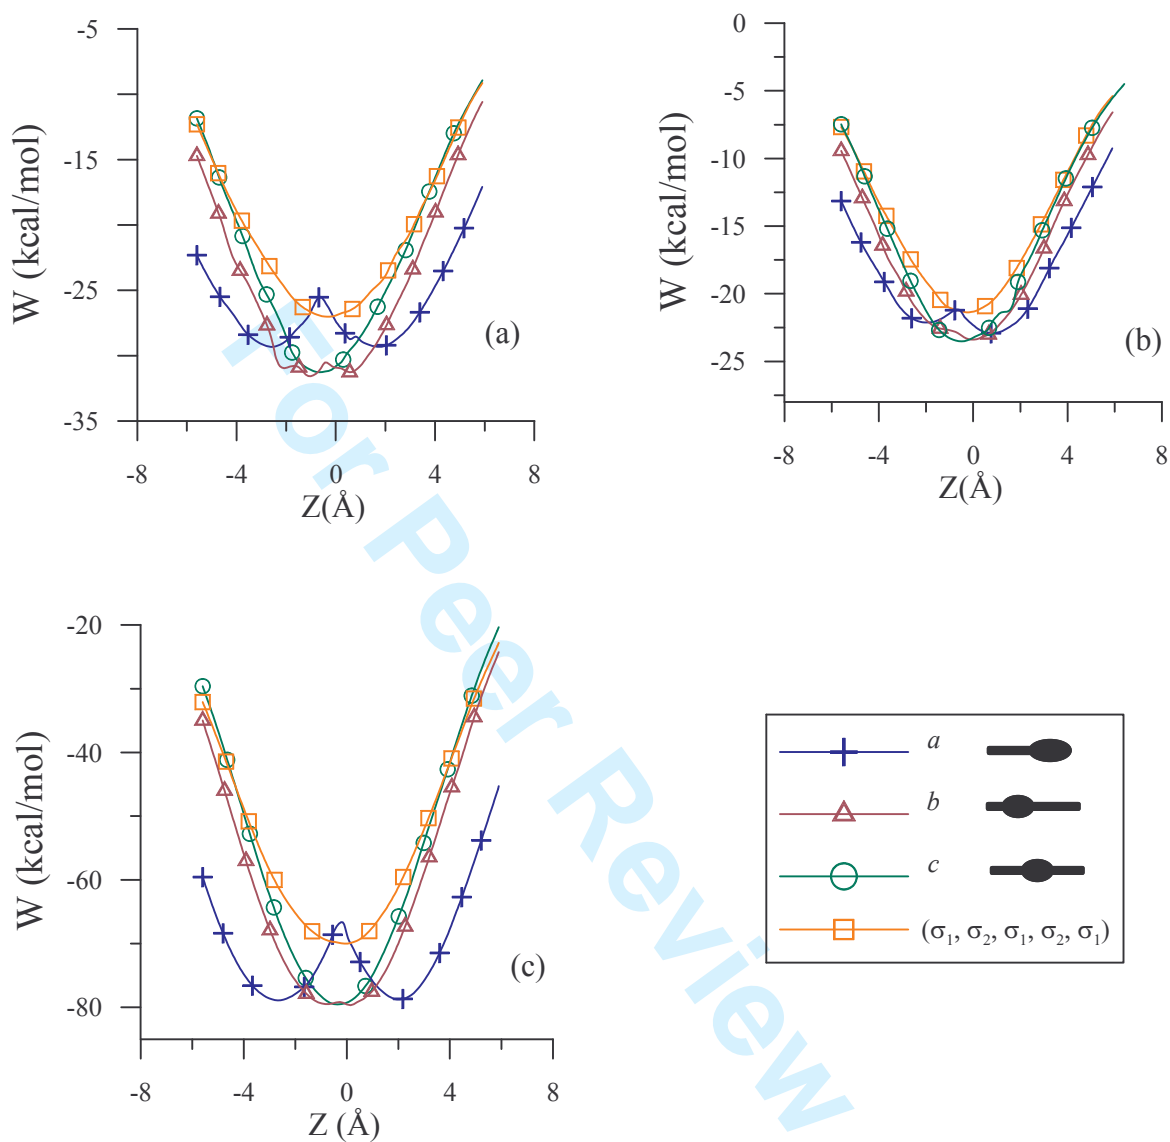 -5
-15
-25
-35
W (kcal/mol)
(a)
-8
-4
0
4
8
Z(Å)
0
-5
-10
-15
-20
-25
W (kcal/mol)
(b)
-8
-4
0
4
8
Z(Å)
-20
-40
-60
-80
W (kcal/mol)
(c)
-8
-4
0
4
8
Z (Å)
a
b
c
(σ₁, σ₂, σ₁, σ₂, σ₁)
For Peer Review